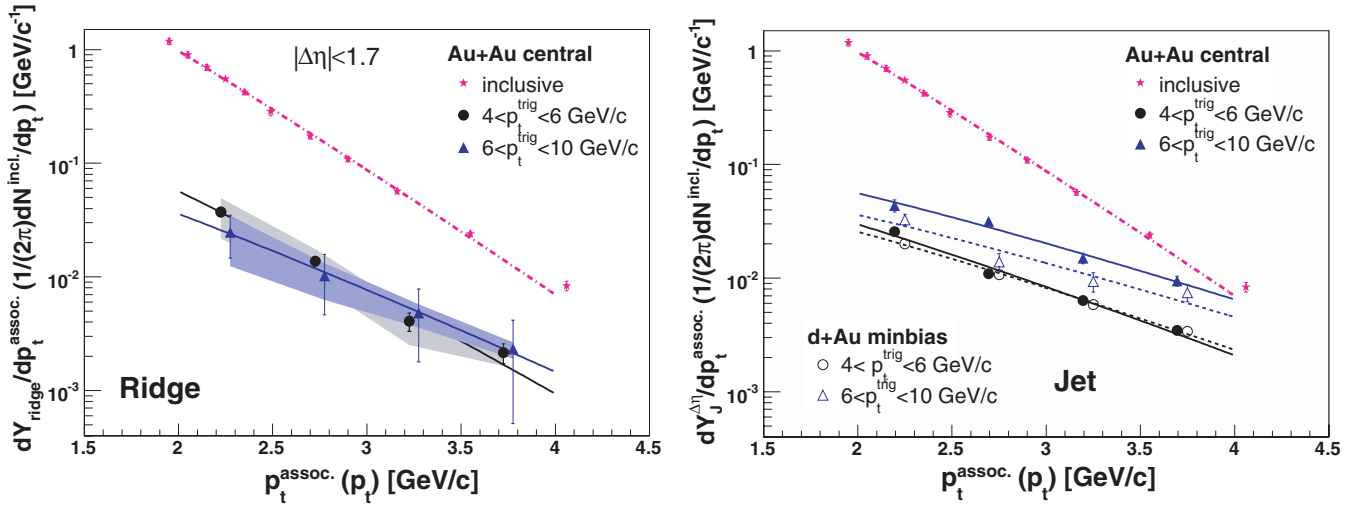 dY_ridge/dp_t^assoc. (1/(2π)dN^incl./dp_t) [GeV/c^-1]
1
10^-1
10^-2
10^-3
|Δη|<1.7
Au+Au central
inclusive
4<p_t^trig<6 GeV/c
6<p_t^trig<10 GeV/c
Ridge
1.5 2 2.5 3 3.5 4 4.5
p_t^assoc. (p_t) [GeV/c]
dY_J^Δη/dp_t^assoc. (1/(2π)dN^incl./dp_t) [GeV/c^-1]
1
10^-1
10^-2
10^-3
Au+Au central
inclusive
4<p_t^trig<6 GeV/c
6<p_t^trig<10 GeV/c
d+Au minbias
4< p_t^trig<6 GeV/c
6<p_t^trig<10 GeV/c
Jet
1.5 2 2.5 3 3.5 4 4.5
p_t^assoc. (p_t) [GeV/c]